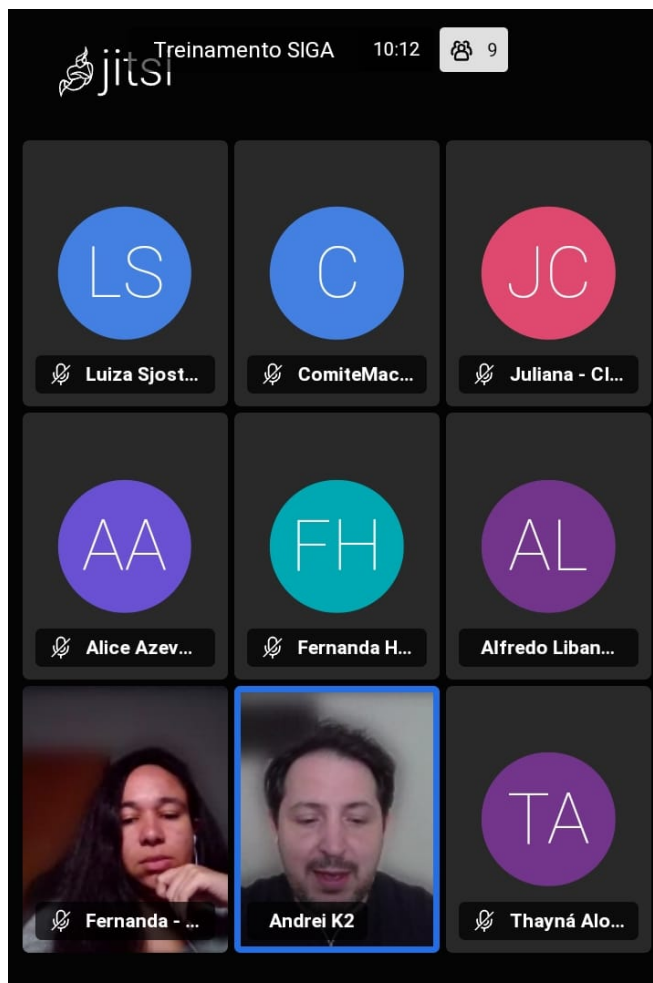 jitsi
Treinamento SIGA 10:12 9
LS
C
JC
Luiza Sjost...
ComiteMac...
Juliana - Cl...
AA
FH
AL
Alice Azev...
Fernanda H...
Alfredo Liban...
TA
Fernanda - ...
Andrei K2
Thayná Alo...